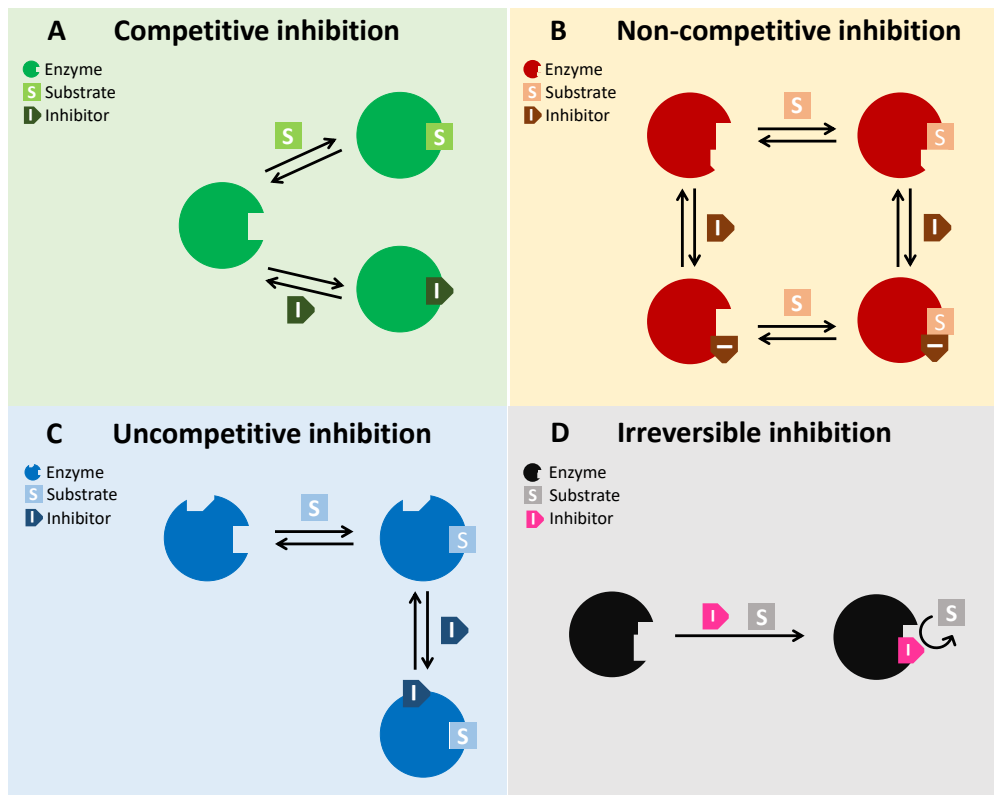 A Competitive inhibition
Enzyme
S Substrate
I Inhibitor
S
S
I
I
B Non-competitive inhibition
Enzyme
S Substrate
I Inhibitor
S
S
I
I
S
S
I
I
C Uncompetitive inhibition
Enzyme
S Substrate
I Inhibitor
S
S
I
I
S
D Irreversible inhibition
Enzyme
S Substrate
I Inhibitor
I S
S
I